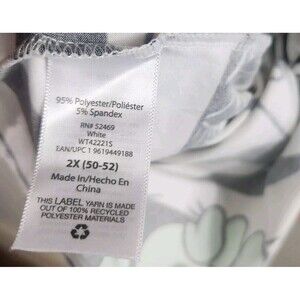 95% Polyester/Poliéster
5% Spandex
RN# 52469
White
WT42221S
EAN/UPC 1 9619449188
2X (50-52)
Made In/Hecho En
China
THIS LABEL YARN IS MADE
OUT OF 100% RECYCLED
POLYESTER MATERIALS